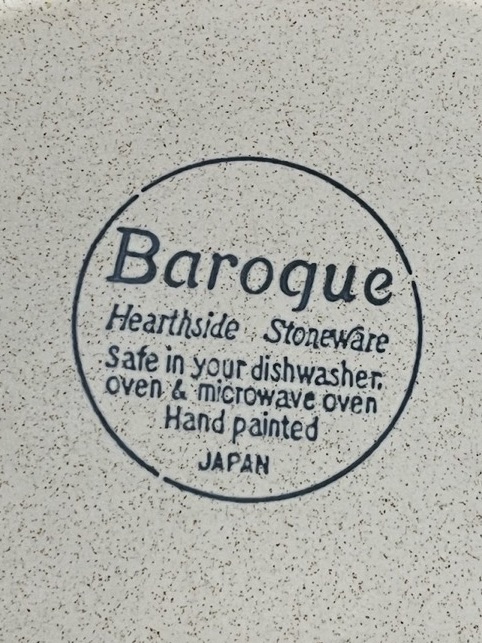 Baroque
Hearthside Stoneware
Safe in your dishwasher,
oven & microwave oven
Hand painted
JAPAN